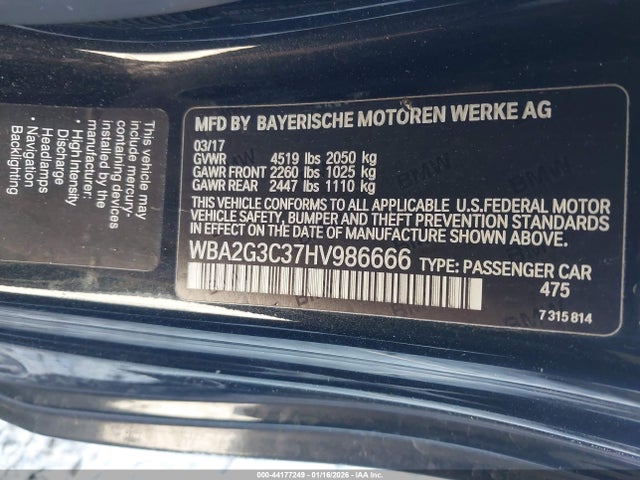 MFD BY BAYERISCHE MOTOREN WERKE AG
03/17
GVWR 4519 lbs 2050 kg
GAWR FRONT 2260 lbs 1025 kg
GAWR REAR 2447 lbs 1110 kg
THIS VEHICLE CONFORMS TO ALL APPLICABLE U.S.FEDERAL MOTOR
VEHICLE SAFETY, BUMPER AND THEFT PREVENTION STANDARDS
IN EFFECT ON THE DATE OF MANUFACTURE SHOWN ABOVE.
WBA2G3C37HV986666 TYPE: PASSENGER CAR
475
7 315 814
This vehicle may
include mercury-
containing devices
installed by the
manufacturer:
- High Intensity
Headlamps
- Navigation
- Background
000-44177249 - 01/16/2026 - IAA Inc.